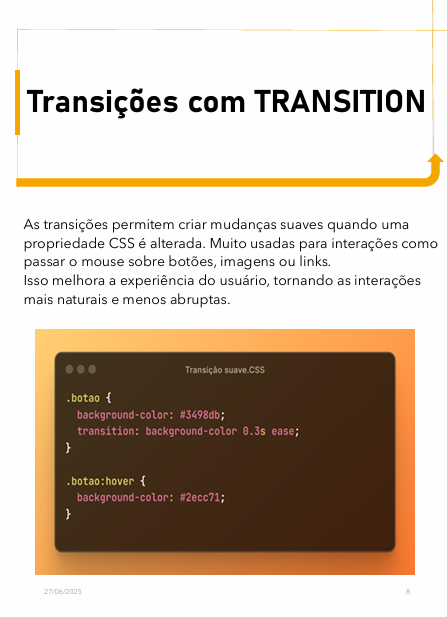 Transições com TRANSITION
As transições permitem criar mudanças suaves quando uma
propriedade CSS é alterada. Muito usadas para interações como
passar o mouse sobre botões, imagens ou links.
Isso melhora a experiência do usuário, tornando as interações
mais naturais e menos abruptas.
Transição suave.CSS
.botao {
  background-color: #3498db;
  transition: background-color 0.3s ease;
}

.botao:hover {
  background-color: #2ecc71;
}
27/06/2025
8